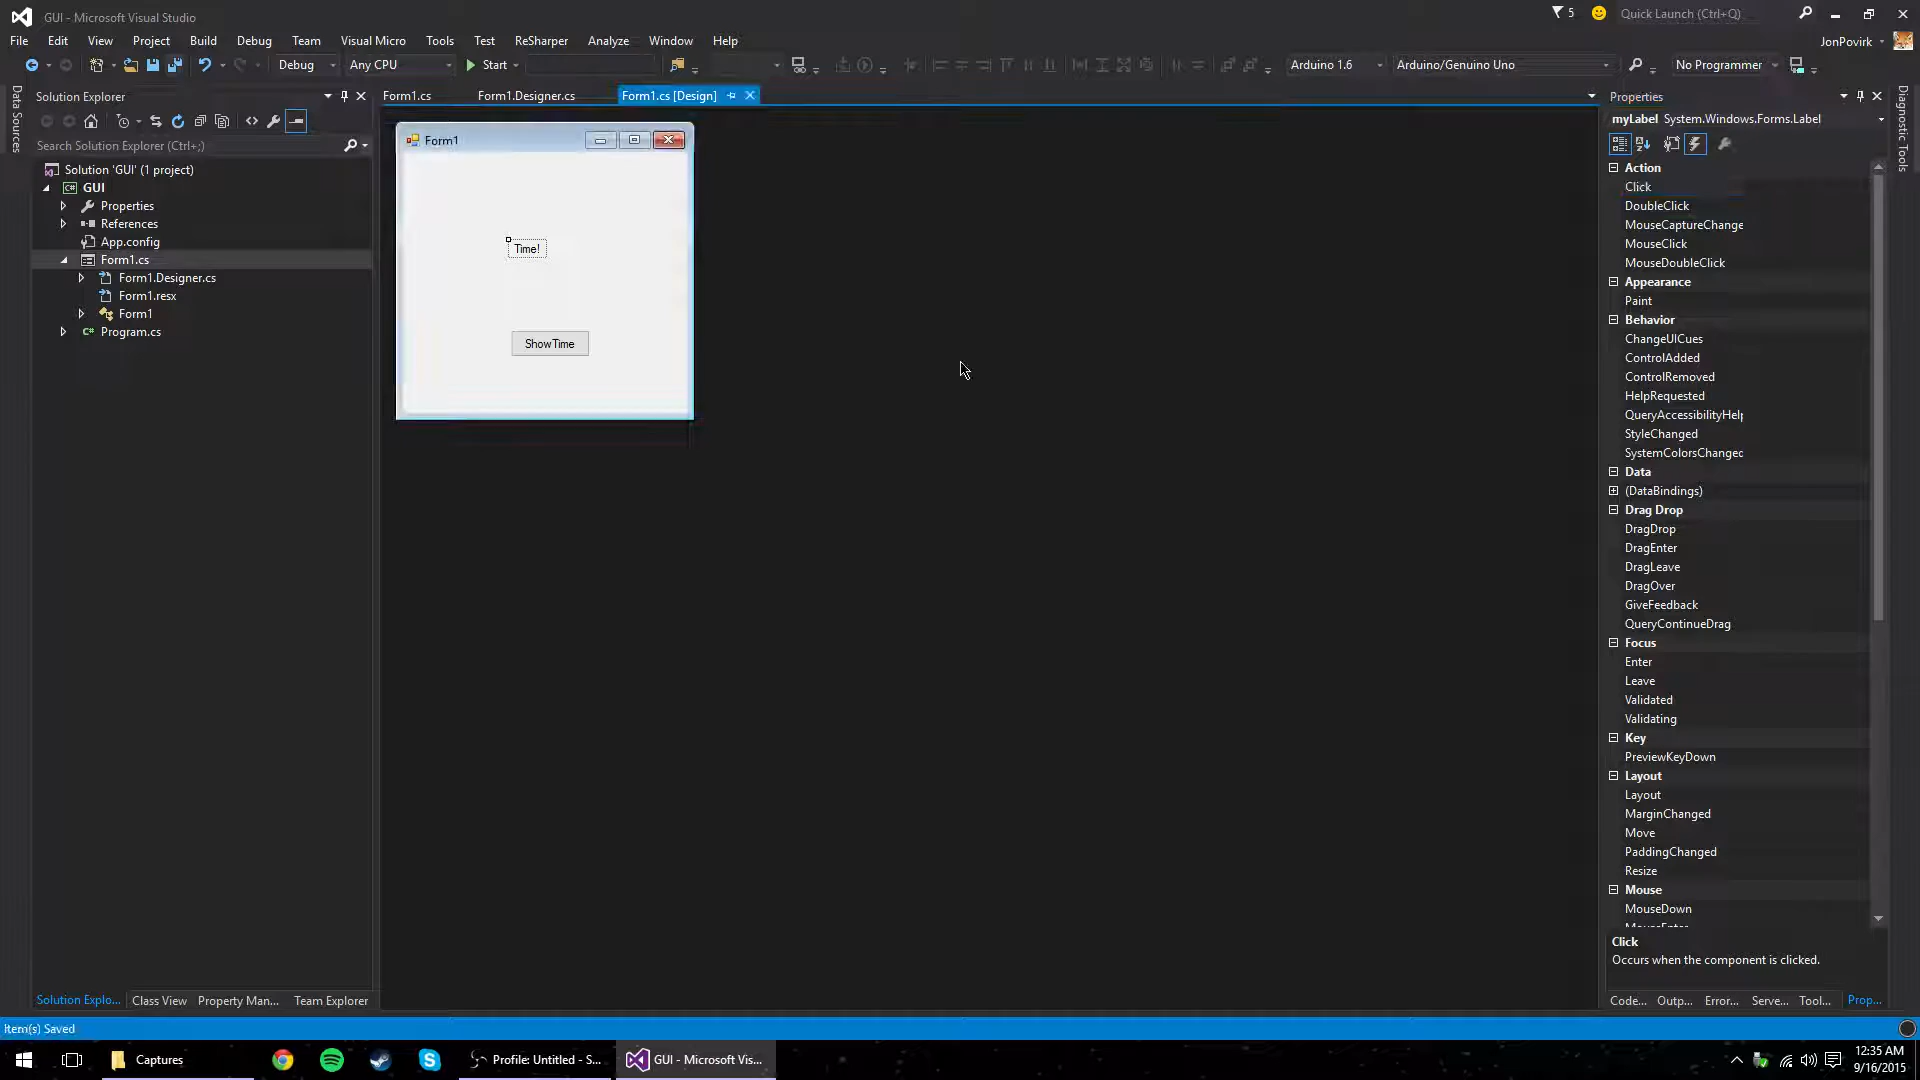 GUI - Microsoft Visual Studio
5
Quick Launch (Ctrl+Q)
File Edit View Project Build Debug Team Visual Micro Tools Test ReSharper Analyze Window Help
JonPovirk
Debug Any CPU Start Arduino 1.6 Arduino/Genuino Uno No Programmer
Data Sources
Solution Explorer
Search Solution Explorer (Ctrl+;)
Solution 'GUI' (1 project)
GUI
Properties
References
App.config
Form1.cs
Form1.Designer.cs
Form1.resx
Form1
Program.cs
Solution Explo... Class View Property Man... Team Explorer
Form1.cs Form1.Designer.cs Form1.cs [Design]
Form1
Time!
ShowTime
Properties
myLabel System.Windows.Forms.Label
Action
Click
DoubleClick
MouseCaptureChange
MouseClick
MouseDoubleClick
Appearance
Paint
Behavior
ChangeUICues
ControlAdded
ControlRemoved
HelpRequested
QueryAccessibilityHelp
StyleChanged
SystemColorsChanged
Data
(DataBindings)
Drag Drop
DragDrop
DragEnter
DragLeave
DragOver
GiveFeedback
QueryContinueDrag
Focus
Enter
Leave
Validated
Validating
Key
PreviewKeyDown
Layout
Layout
MarginChanged
Move
PaddingChanged
Resize
Mouse
MouseDown
MouseEnter
Click
Occurs when the component is clicked.
Code... Outp... Error... Serve... Tool... Prop...
Diagnostic Tools
Item(s) Saved
Captures
Profile: Untitled - S...
GUI - Microsoft Vis...
12:35 AM
9/16/2015